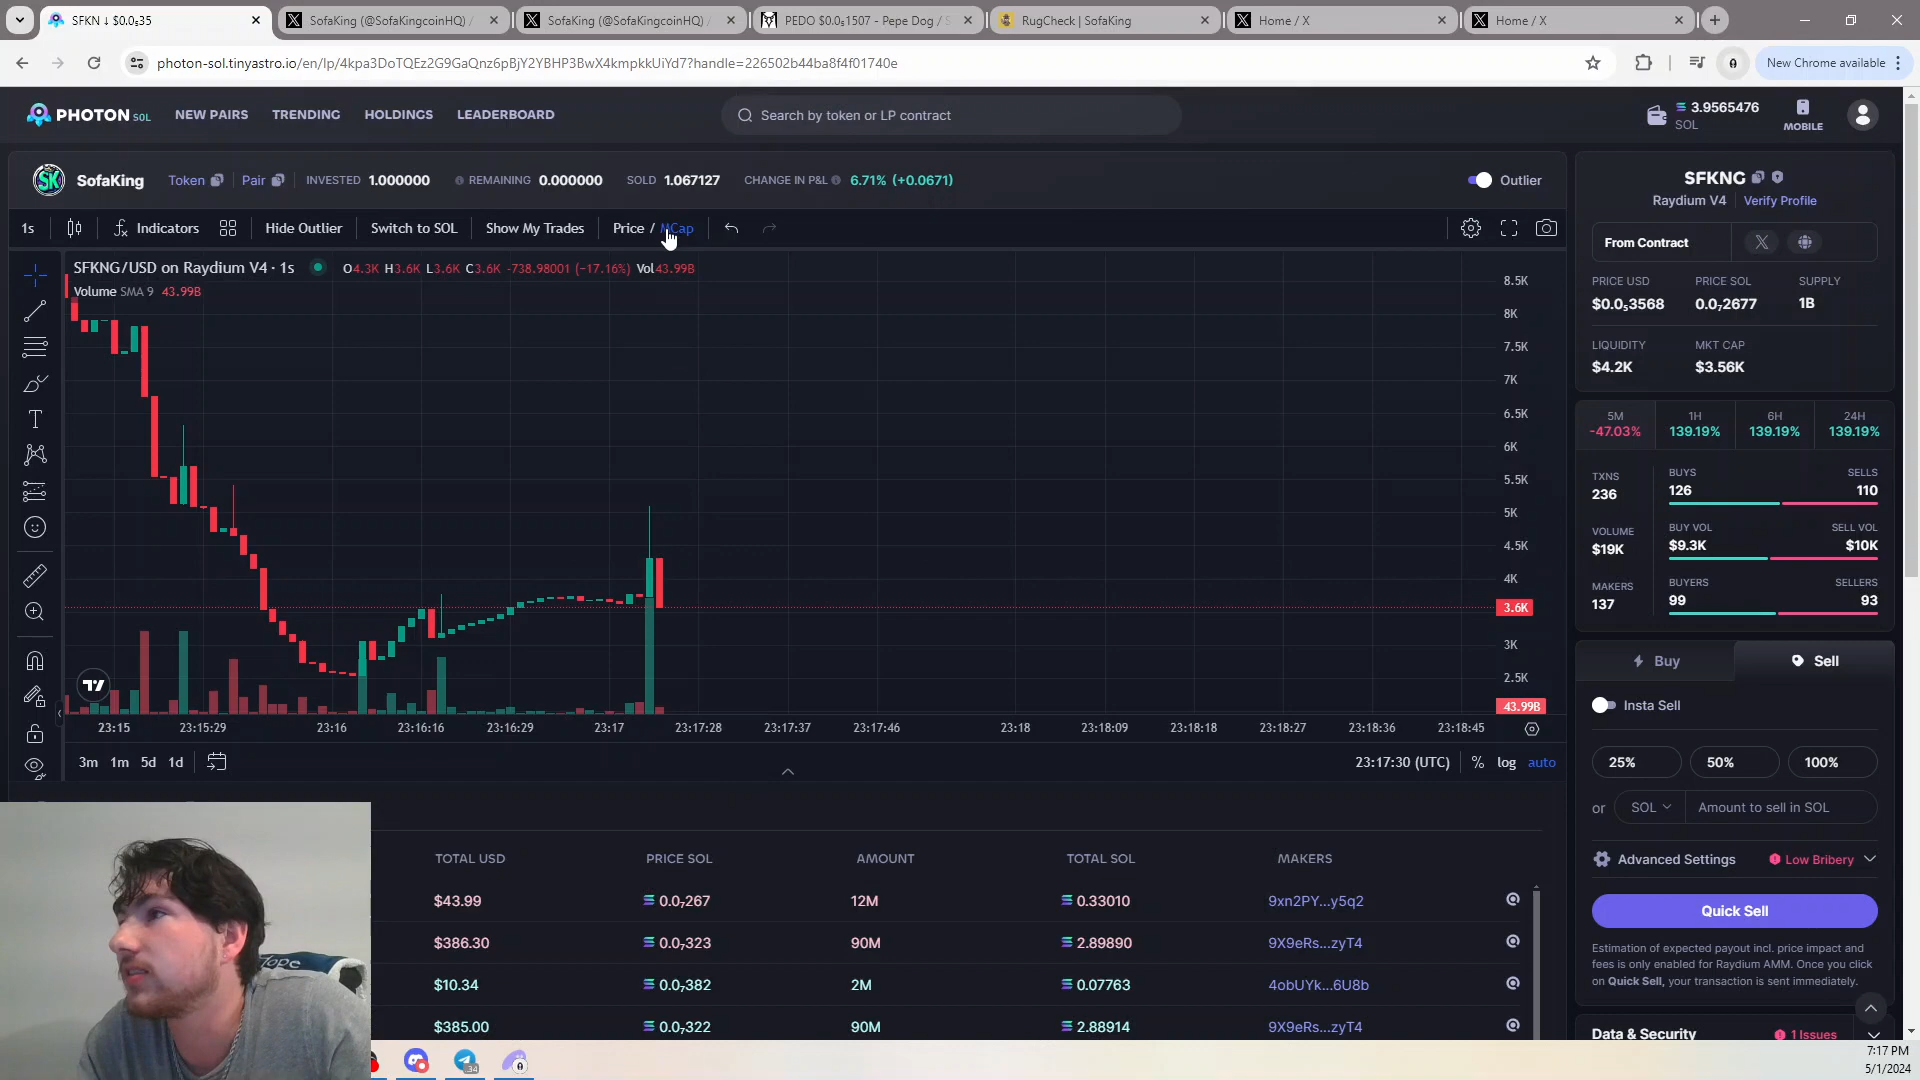 SFKN ↓ $0.0₅35
SofaKing (@SofaKingcoinHQ) /
SofaKing (@SofaKingcoinHQ) /
PEDO $0.0₅1507 - Pepe Dog / S
RugCheck | SofaKing
Home / X
Home / X
photon-sol.tinyastro.io/en/lp/4kpa3DoTQEz2G9GaQnz6pBjY2YBHP3BwX4kmpkkUiYd7?handle=226502b44ba8f4f01740e
New Chrome available
PHOTON SOL
NEW PAIRS
TRENDING
HOLDINGS
LEADERBOARD
Search by token or LP contract
3.9565476
SOL
MOBILE
SofaKing
Token
Pair
INVESTED 1.000000
REMAINING 0.000000
SOLD 1.067127
CHANGE IN P&L 6.71% (+0.0671)
Outlier
1s
Indicators
Hide Outlier
Switch to SOL
Show My Trades
Price / MCap
SFKNG/USD on Raydium V4 · 1s
O4.3K H3.6K L3.6K C3.6K -738.98001 (−17.16%) Vol43.99B
Volume SMA 9 43.99B
8.5K
8K
7.5K
7K
6.5K
6K
5.5K
5K
4.5K
4K
3.6K
3K
2.5K
43.99B
23:15
23:15:29
23:16
23:16:16
23:16:29
23:17
23:17:28
23:17:37
23:17:46
23:18
23:18:09
23:18:18
23:18:27
23:18:36
23:18:45
3m 1m 5d 1d
23:17:30 (UTC)
% log auto
TOTAL USD PRICE SOL AMOUNT TOTAL SOL MAKERS
$43.99 0.0₇267 12M 0.33010 9xn2PY...y5q2
$386.30 0.0₇323 90M 2.89890 9X9eRs...zyT4
$10.34 0.0₇382 2M 0.07763 4obUYk...6U8b
$385.00 0.0₇322 90M 2.88914 9X9eRs...zyT4
SFKNG
Raydium V4 Verify Profile
From Contract
PRICE USD PRICE SOL SUPPLY
$0.0₅3568 0.0₇2677 1B
LIQUIDITY MKT CAP
$4.2K $3.56K
5M 1H 6H 24H
-47.03% 139.19% 139.19% 139.19%
TXNS BUYS SELLS
236 126 110
VOLUME BUY VOL SELL VOL
$19K $9.3K $10K
MAKERS BUYERS SELLERS
137 99 93
Buy
Sell
Insta Sell
25% 50% 100%
or SOL Amount to sell in SOL
Advanced Settings Low Bribery
Quick Sell
Estimation of expected payout incl. price impact and
fees is only enabled for Raydium AMM. Once you click
on Quick Sell, your transaction is sent immediately.
Data & Security 1 Issues
34
7:17 PM
5/1/2024